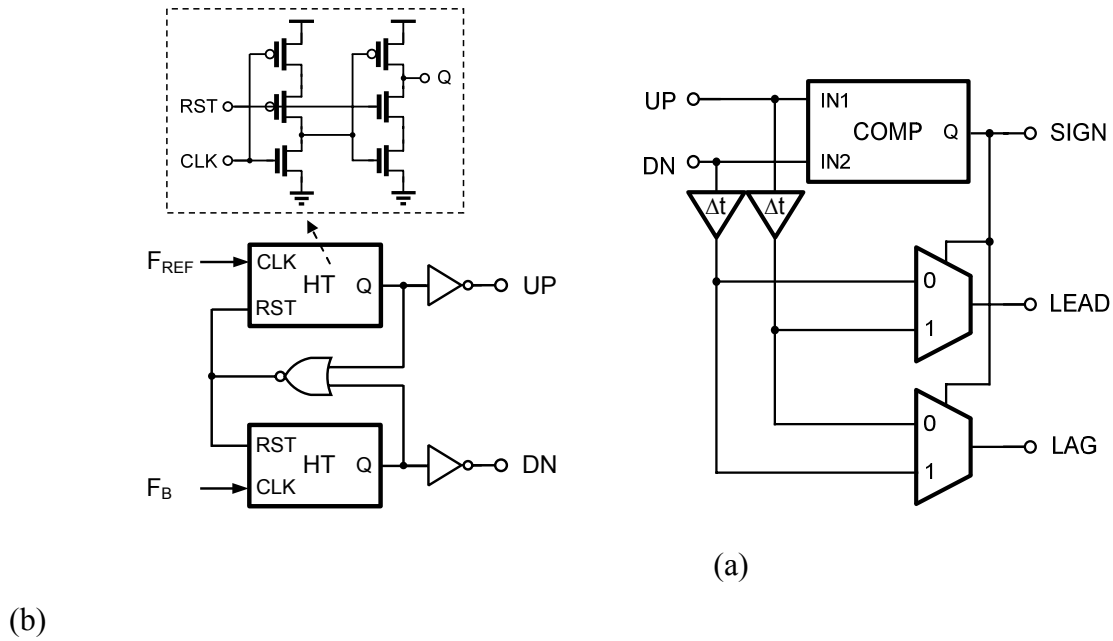 Q
RST
CLK
F_REF
CLK
HT
Q
RST
UP
RST
HT
Q
CLK
F_B
DN
UP
DN
IN1
COMP
Q
IN2
SIGN
Δt
Δt
0
1
LEAD
0
1
LAG
(a)
(b)